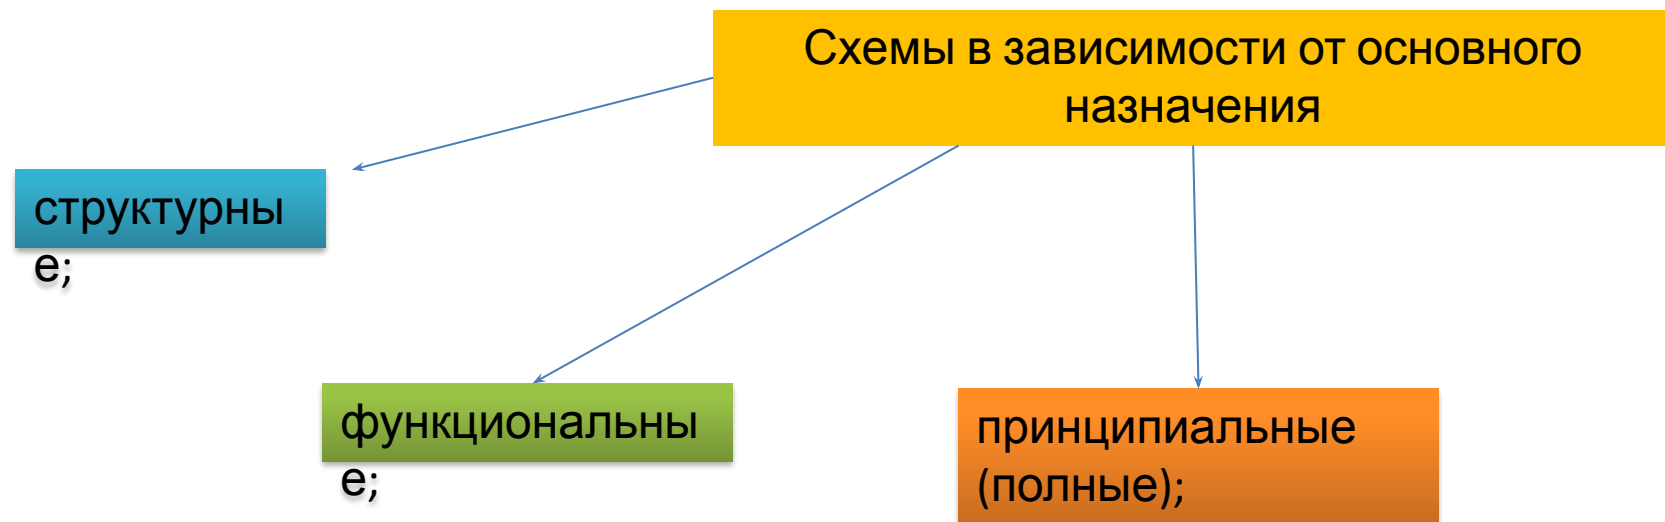 Схемы в зависимости от основного
назначения
структурны
е;
функциональны
е;
принципиальные
(полные);